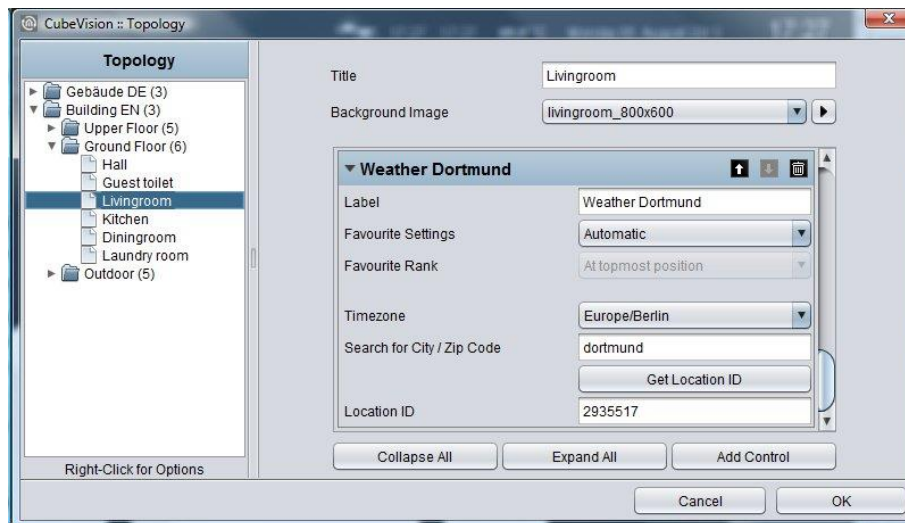 CubeVision :: Topology
Topology
Gebäude DE (3)
Building EN (3)
Upper Floor (5)
Ground Floor (6)
Hall
Guest toilet
Livingroom
Kitchen
Diningroom
Laundry room
Outdoor (5)
Right-Click for Options
Title Livingroom
Background Image livingroom_800x600
Weather Dortmund
Label Weather Dortmund
Favourite Settings Automatic
Favourite Rank At topmost position
Timezone Europe/Berlin
Search for City / Zip Code dortmund
Get Location ID
Location ID 2935517
Collapse All Expand All Add Control
Cancel OK